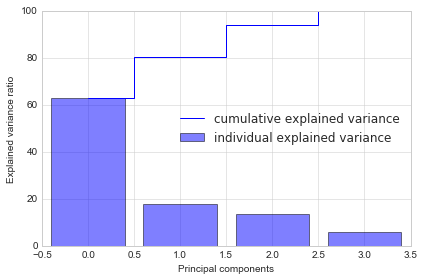 100
80
60
40
20
0
Explained variance ratio
cumulative explained variance
individual explained variance
−0.5 0.0 0.5 1.0 1.5 2.0 2.5 3.0 3.5
Principal components